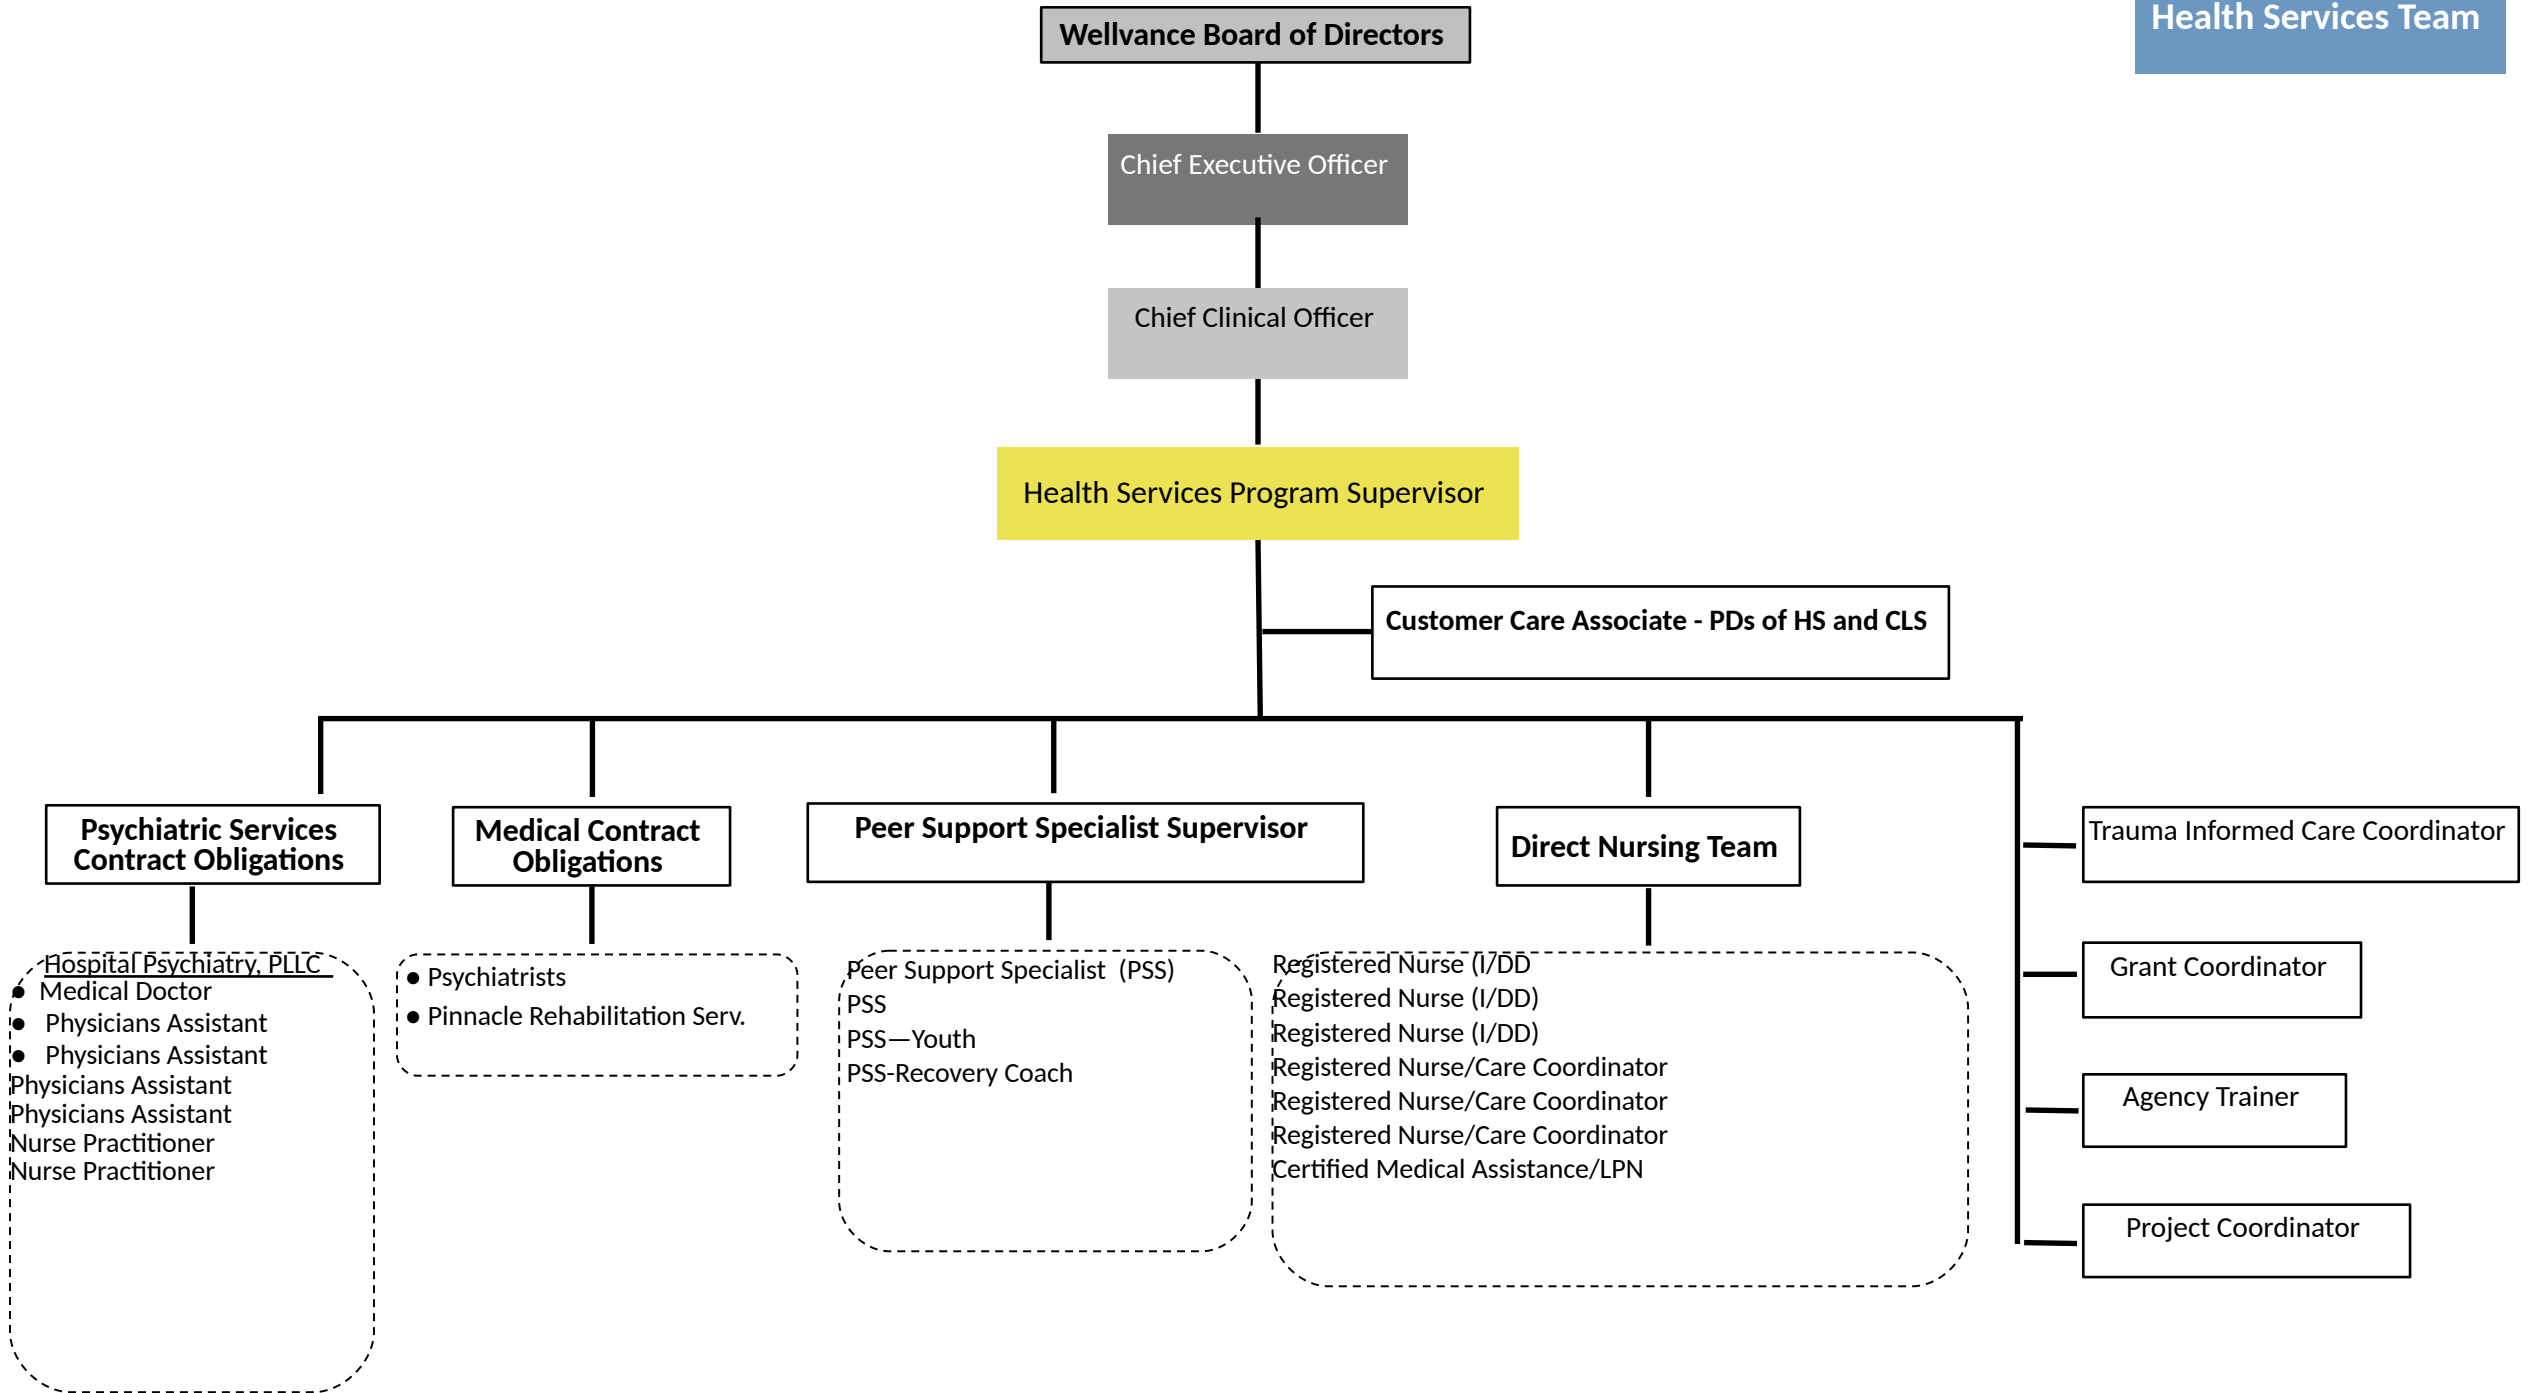 Health Services Team
Wellvance Board of Directors
Chief Executive Officer
Chief Clinical Officer
Health Services Program Supervisor
Customer Care Associate - PDs of HS and CLS
Psychiatric Services
Contract Obligations
Hospital Psychiatry, PLLC
● Medical Doctor
● Physicians Assistant
● Physicians Assistant
Physicians Assistant
Physicians Assistant
Nurse Practitioner
Nurse Practitioner
Medical Contract
Obligations
● Psychiatrists
● Pinnacle Rehabilitation Serv.
Peer Support Specialist Supervisor
Peer Support Specialist (PSS)
PSS
PSS—Youth
PSS-Recovery Coach
Direct Nursing Team
Registered Nurse (I/DD
Registered Nurse (I/DD)
Registered Nurse (I/DD)
Registered Nurse/Care Coordinator
Registered Nurse/Care Coordinator
Registered Nurse/Care Coordinator
Certified Medical Assistance/LPN
Trauma Informed Care Coordinator
Grant Coordinator
Agency Trainer
Project Coordinator